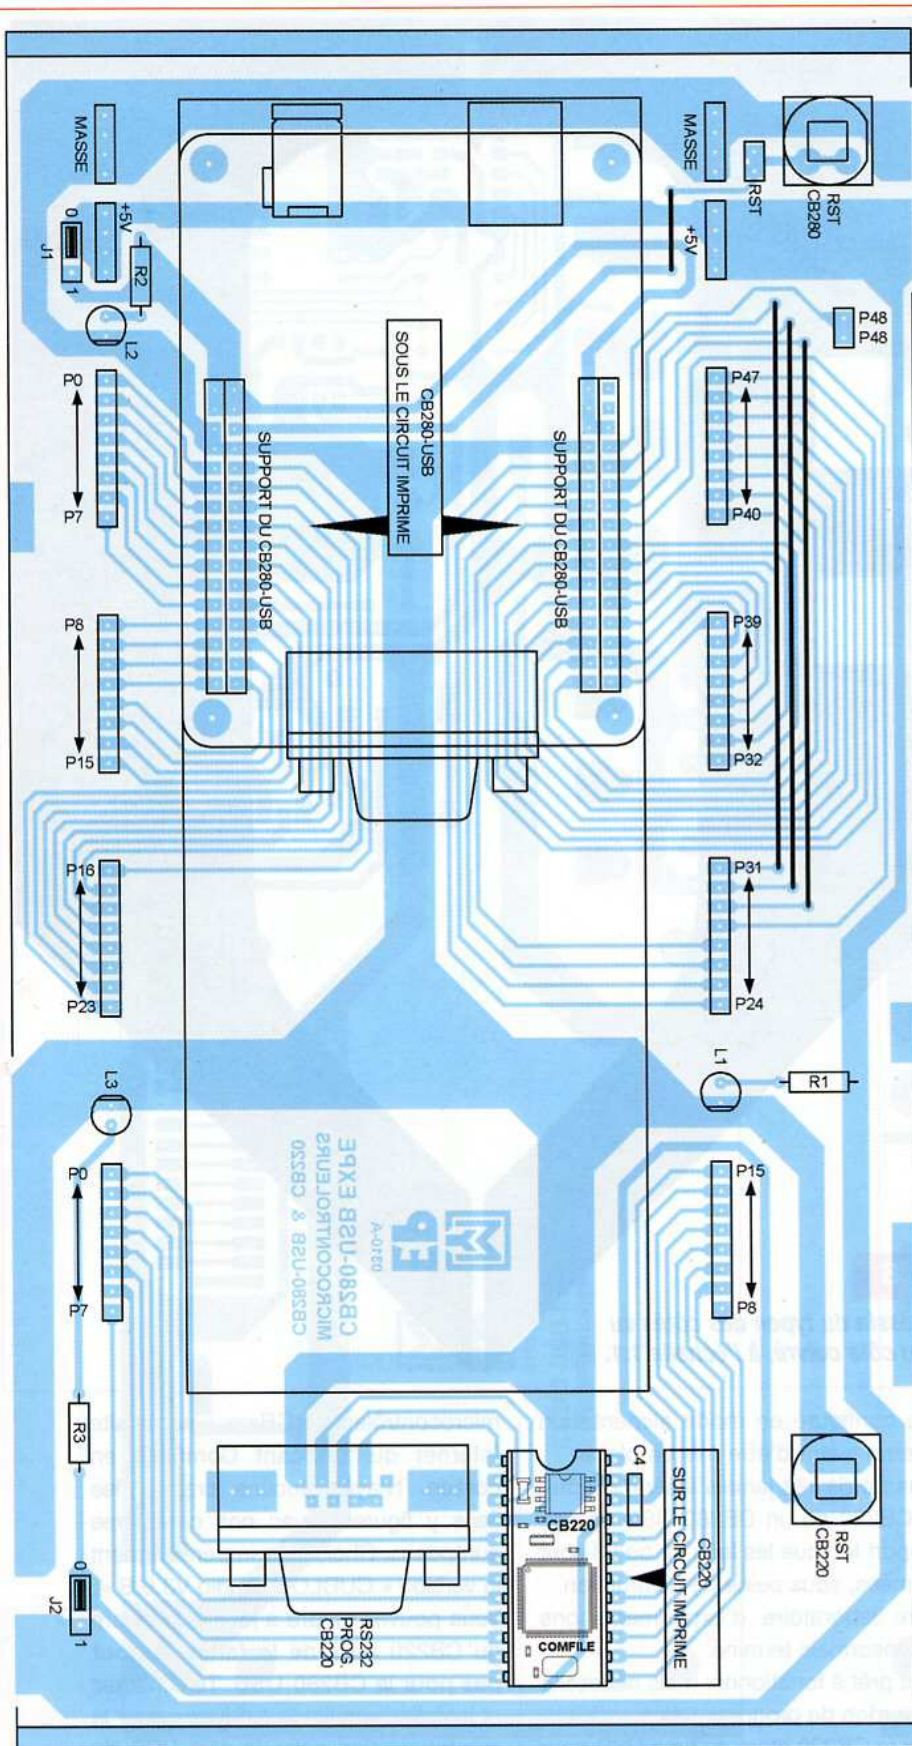 MASSE
MASSE
RST
RST
CB280
+5V
+5V
0
J1
1
R2
L2
P48
P48
P0
P7
P47
P40
CB280-USB
SOUS LE CIRCUIT IMPRIME
SUPPORT DU CB280-USB
SUPPORT DU CB280-USB
P8
P15
P39
P32
P16
P23
P31
P24
L3
L1
R1
P0
P7
P15
P8
CB280-USB EXPE
MICROCONTROLEURS
CB280-USB & CB220
0310-A
EP
M
R3
C4
CB220
COMFILE
CB220
SUR LE CIRCUIT IMPRIME
RST
CB220
0
J2
1
RS232
PROG.
CB220